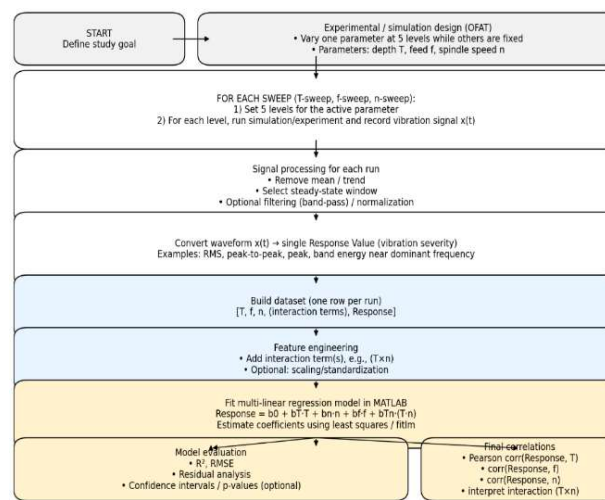 START
Define study goal
Experimental / simulation design (OFAT)
• Vary one parameter at 5 levels while others are fixed
• Parameters: depth T, feed f, spindle speed n
FOR EACH SWEEP (T-sweep, f-sweep, n-sweep):
1) Set 5 levels for the active parameter
2) For each level, run simulation/experiment and record vibration signal x(t)
Signal processing for each run
• Remove mean / trend
• Select steady-state window
• Optional filtering (band-pass) / normalization
Convert waveform x(t) → single Response Value (vibration severity)
Examples: RMS, peak-to-peak, peak, band energy near dominant frequency
Build dataset (one row per run)
[T, f, n, (interaction terms), Response]
Feature engineering
• Add interaction term(s), e.g., (T×n)
• Optional: scaling/standardization
Fit multi-linear regression model in MATLAB
Response = b0 + bT·T + bn·n + bf·f + bTn·(T·n)
Estimate coefficients using least squares / fitlm
Model evaluation
• R², RMSE
• Residual analysis
• Confidence intervals / p-values (optional)
Final correlations
• Pearson corr(Response, T)
• corr(Response, f)
• corr(Response, n)
• interpret interaction (T×n)